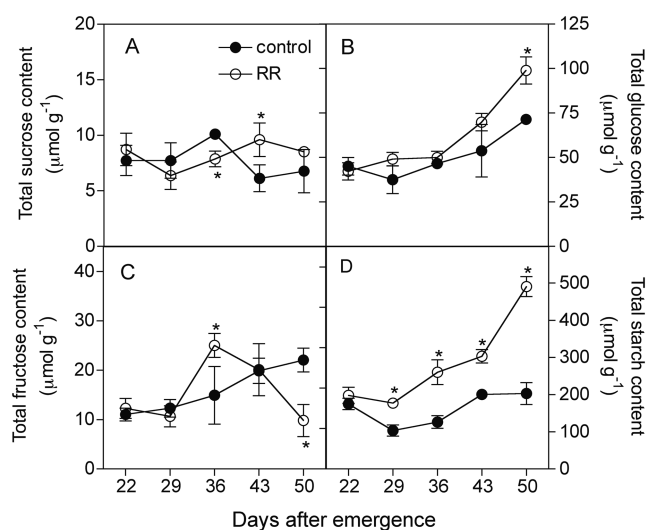 A
control
RR
20
15
10
5
0
Total sucrose content
(μmol g⁻¹)
*
*
B
125
100
75
50
25
0
Total glucose content
(μmol g⁻¹)
*
C
40
30
20
10
0
Total fructose content
(μmol g⁻¹)
*
*
D
500
400
300
200
100
0
Total starch content
(μmol g⁻¹)
*
*
*
*
22 29 36 43 50 22 29 36 43 50
Days after emergence